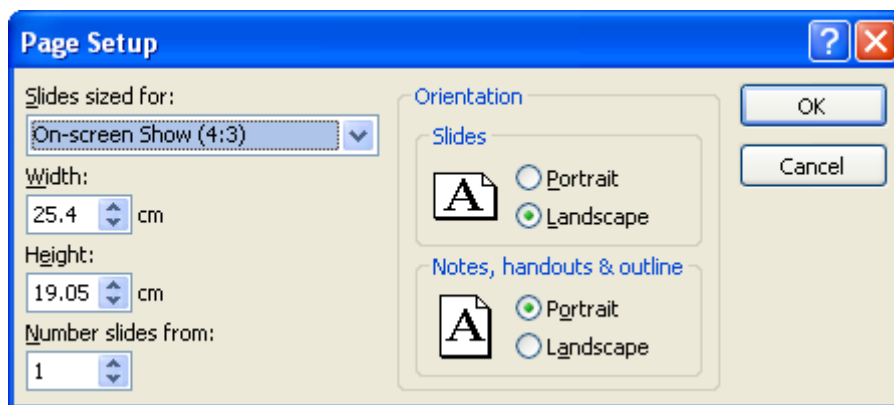 Page Setup
Slides sized for:
On-screen Show (4:3)
Width:
25.4 cm
Height:
19.05 cm
Number slides from:
1
Orientation
Slides
A
Portrait
Landscape
Notes, handouts & outline
A
Portrait
Landscape
?
OK
Cancel